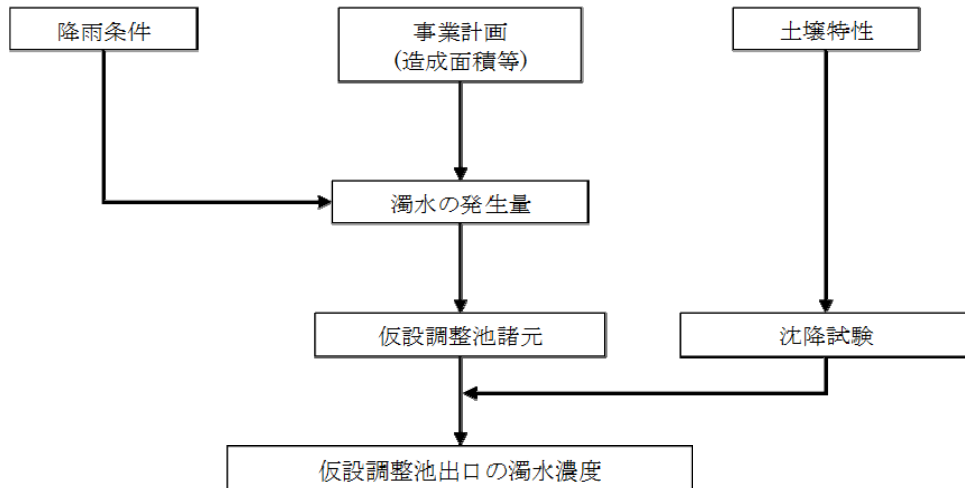 降雨条件
事業計画
(造成面積等)
土壌特性
濁水の発生量
仮設調整池諸元
沈降試験
仮設調整池出口の濁水濃度